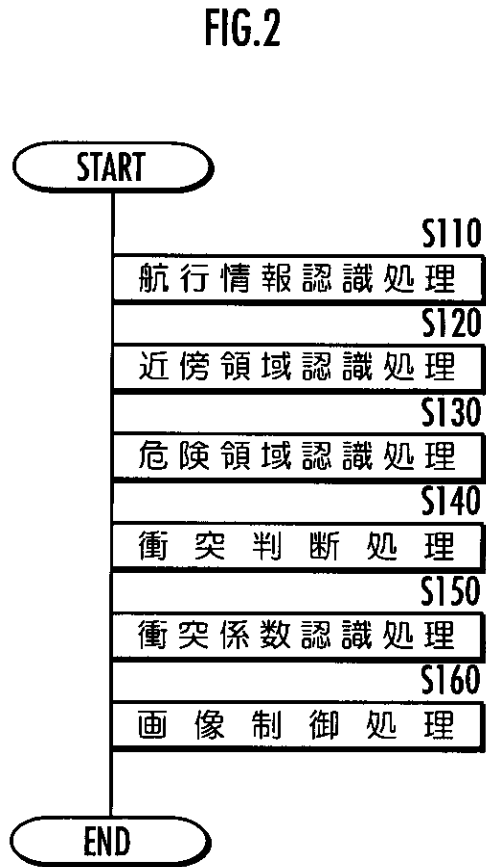 FIG.2
START
S110
航行情報認識処理
S120
近傍領域認識処理
S130
危険領域認識処理
S140
衝突判断処理
S150
衝突係数認識処理
S160
画像制御処理
END